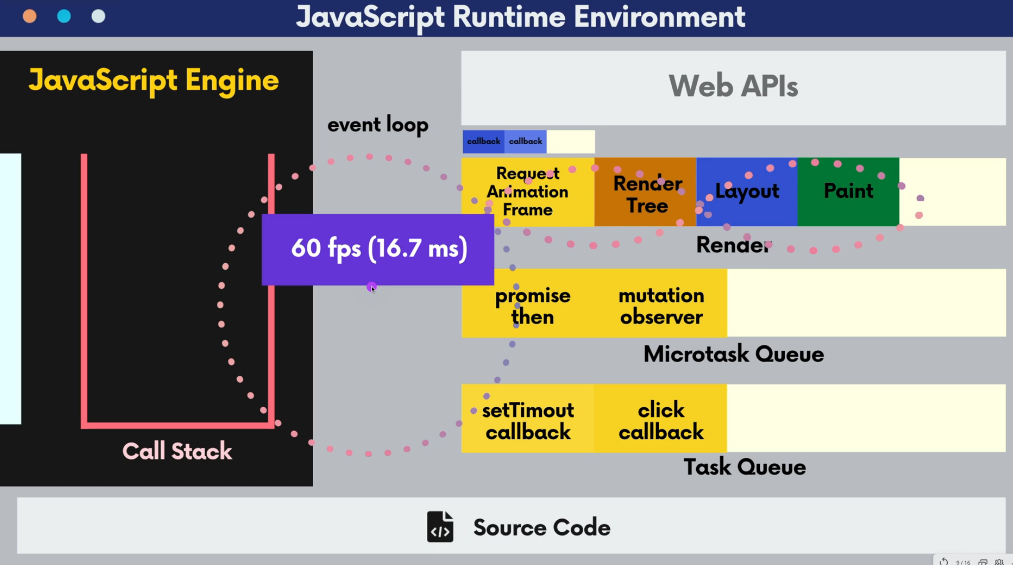 JavaScript Runtime Environment
JavaScript Engine
Web APIs
event loop
callback callback
Request
Animation
Frame
Render
Tree
Layout
Paint
Render
60 fps (16.7 ms)
promise
then
mutation
observer
Microtask Queue
setTimout
callback
click
callback
Task Queue
Call Stack
</> Source Code